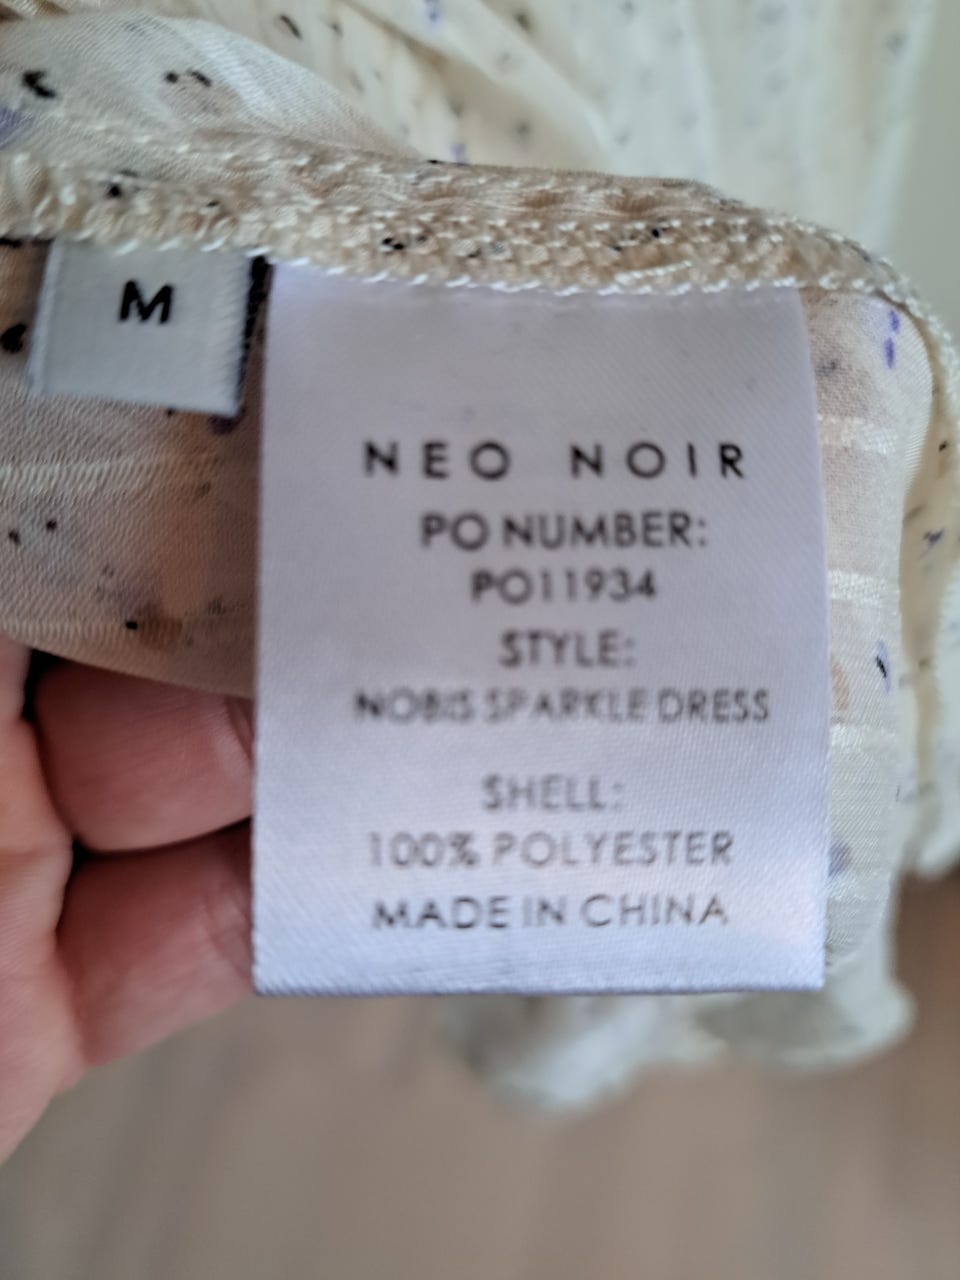 M
NEO NOIR
PO NUMBER:
PO11934
STYLE:
NOBIS SPARKLE DRESS
SHELL:
100% POLYESTER
MADE IN CHINA